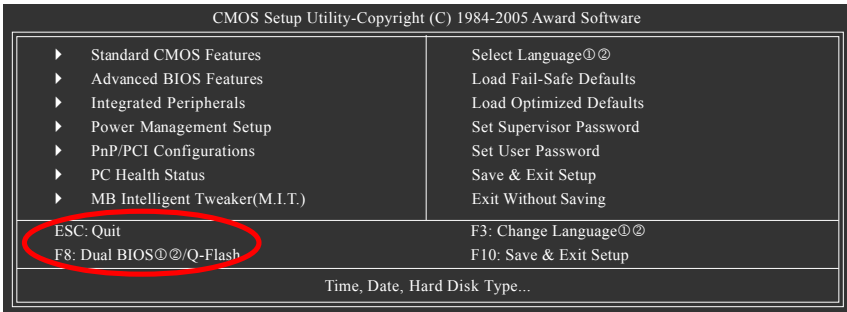 CMOS Setup Utility-Copyright (C) 1984-2005 Award Software
Standard CMOS Features
Advanced BIOS Features
Integrated Peripherals
Power Management Setup
PnP/PCI Configurations
PC Health Status
MB Intelligent Tweaker(M.I.T.)
Select Language①②
Load Fail-Safe Defaults
Load Optimized Defaults
Set Supervisor Password
Set User Password
Save & Exit Setup
Exit Without Saving
ESC: Quit
F8: Dual BIOS①②/Q-Flash
F3: Change Language①②
F10: Save & Exit Setup
Time, Date, Hard Disk Type...